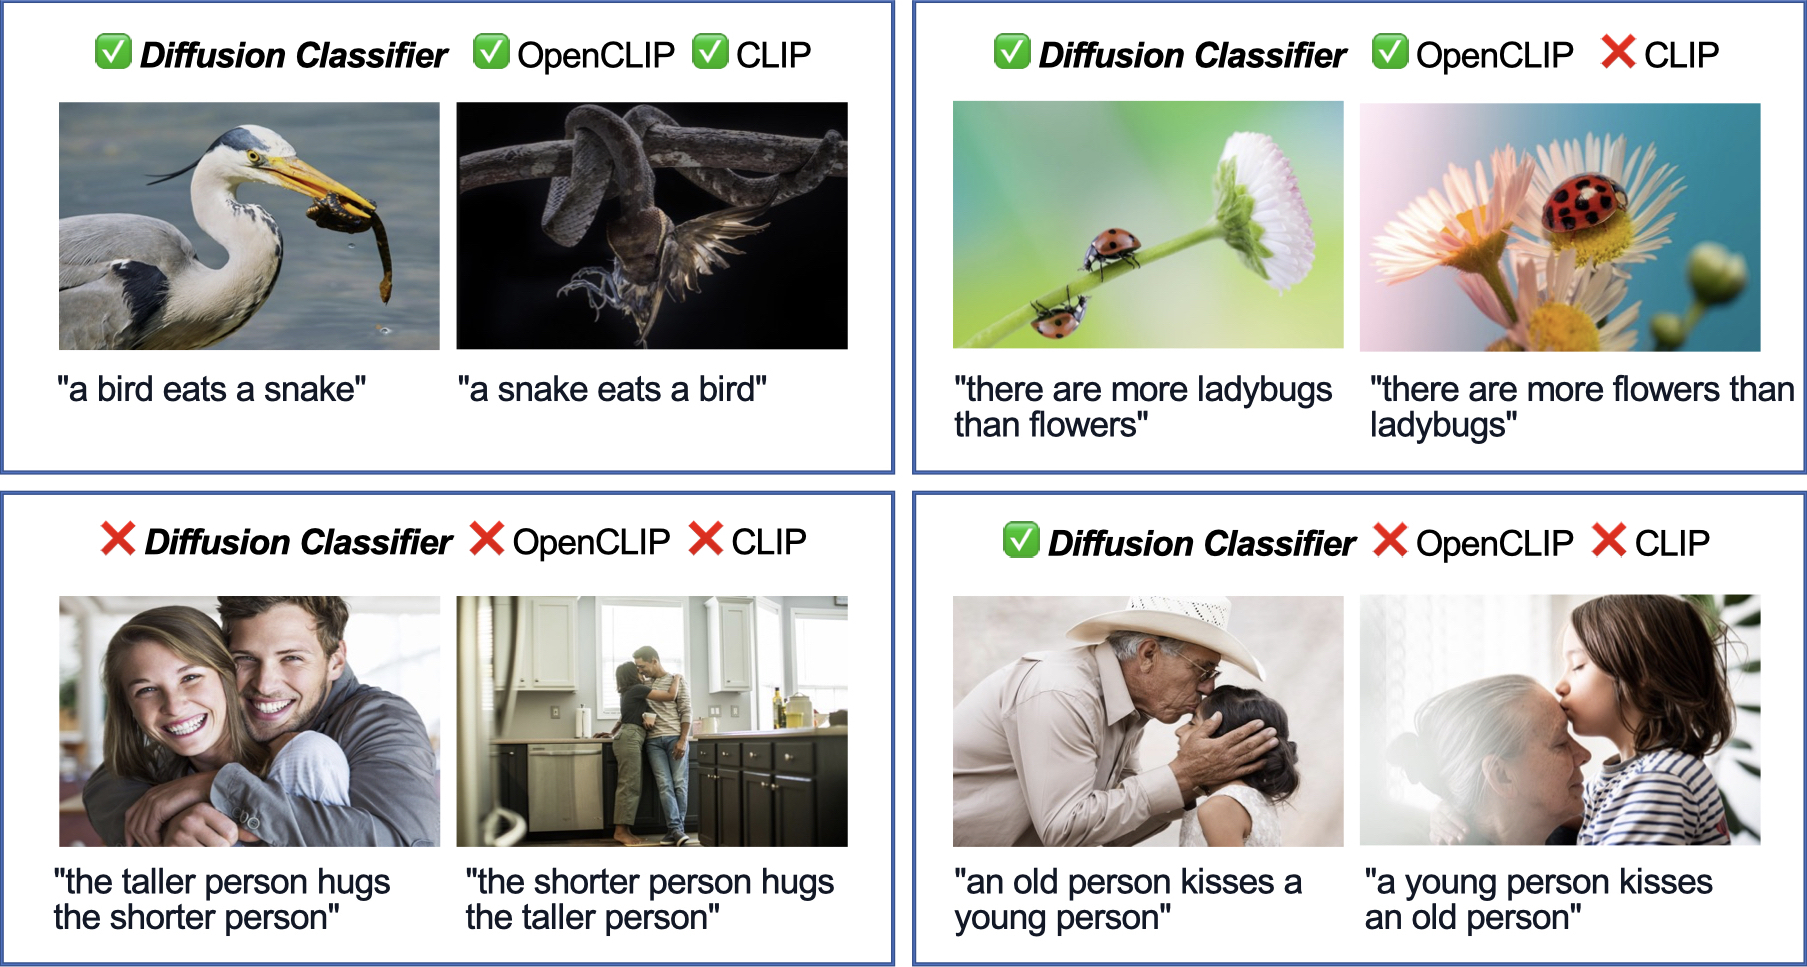 ✅ Diffusion Classifier ✅ OpenCLIP ✅ CLIP
"a bird eats a snake"
"a snake eats a bird"
✅ Diffusion Classifier ✅ OpenCLIP ❌ CLIP
"there are more ladybugs
than flowers"
"there are more flowers than
ladybugs"
❌ Diffusion Classifier ❌ OpenCLIP ❌ CLIP
"the taller person hugs
the shorter person"
"the shorter person hugs
the taller person"
✅ Diffusion Classifier ❌ OpenCLIP ❌ CLIP
"an old person kisses a
young person"
"a young person kisses
an old person"